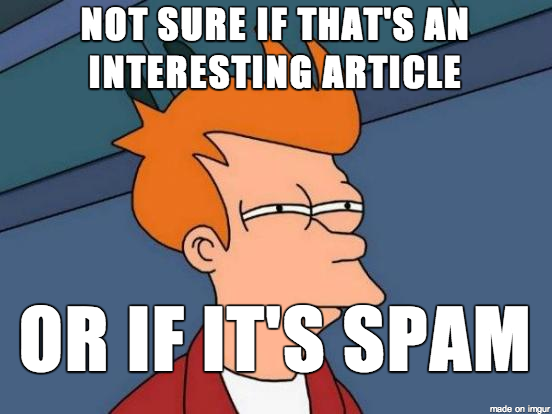 NOT SURE IF THAT'S AN
INTERESTING ARTICLE
OR IF IT'S SPAM
made on imgur